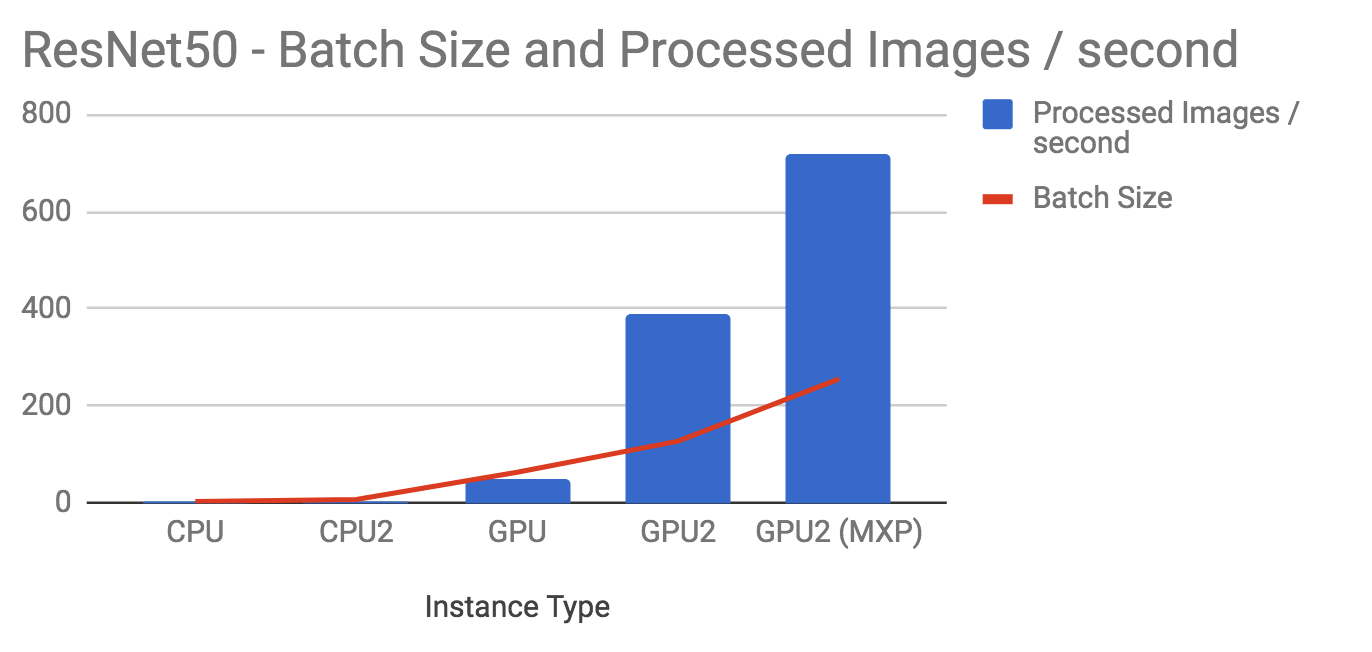 ResNet50 - Batch Size and Processed Images / second
800
600
400
200
0
Processed Images /
second
Batch Size
CPU CPU2 GPU GPU2 GPU2 (MXP)
Instance Type